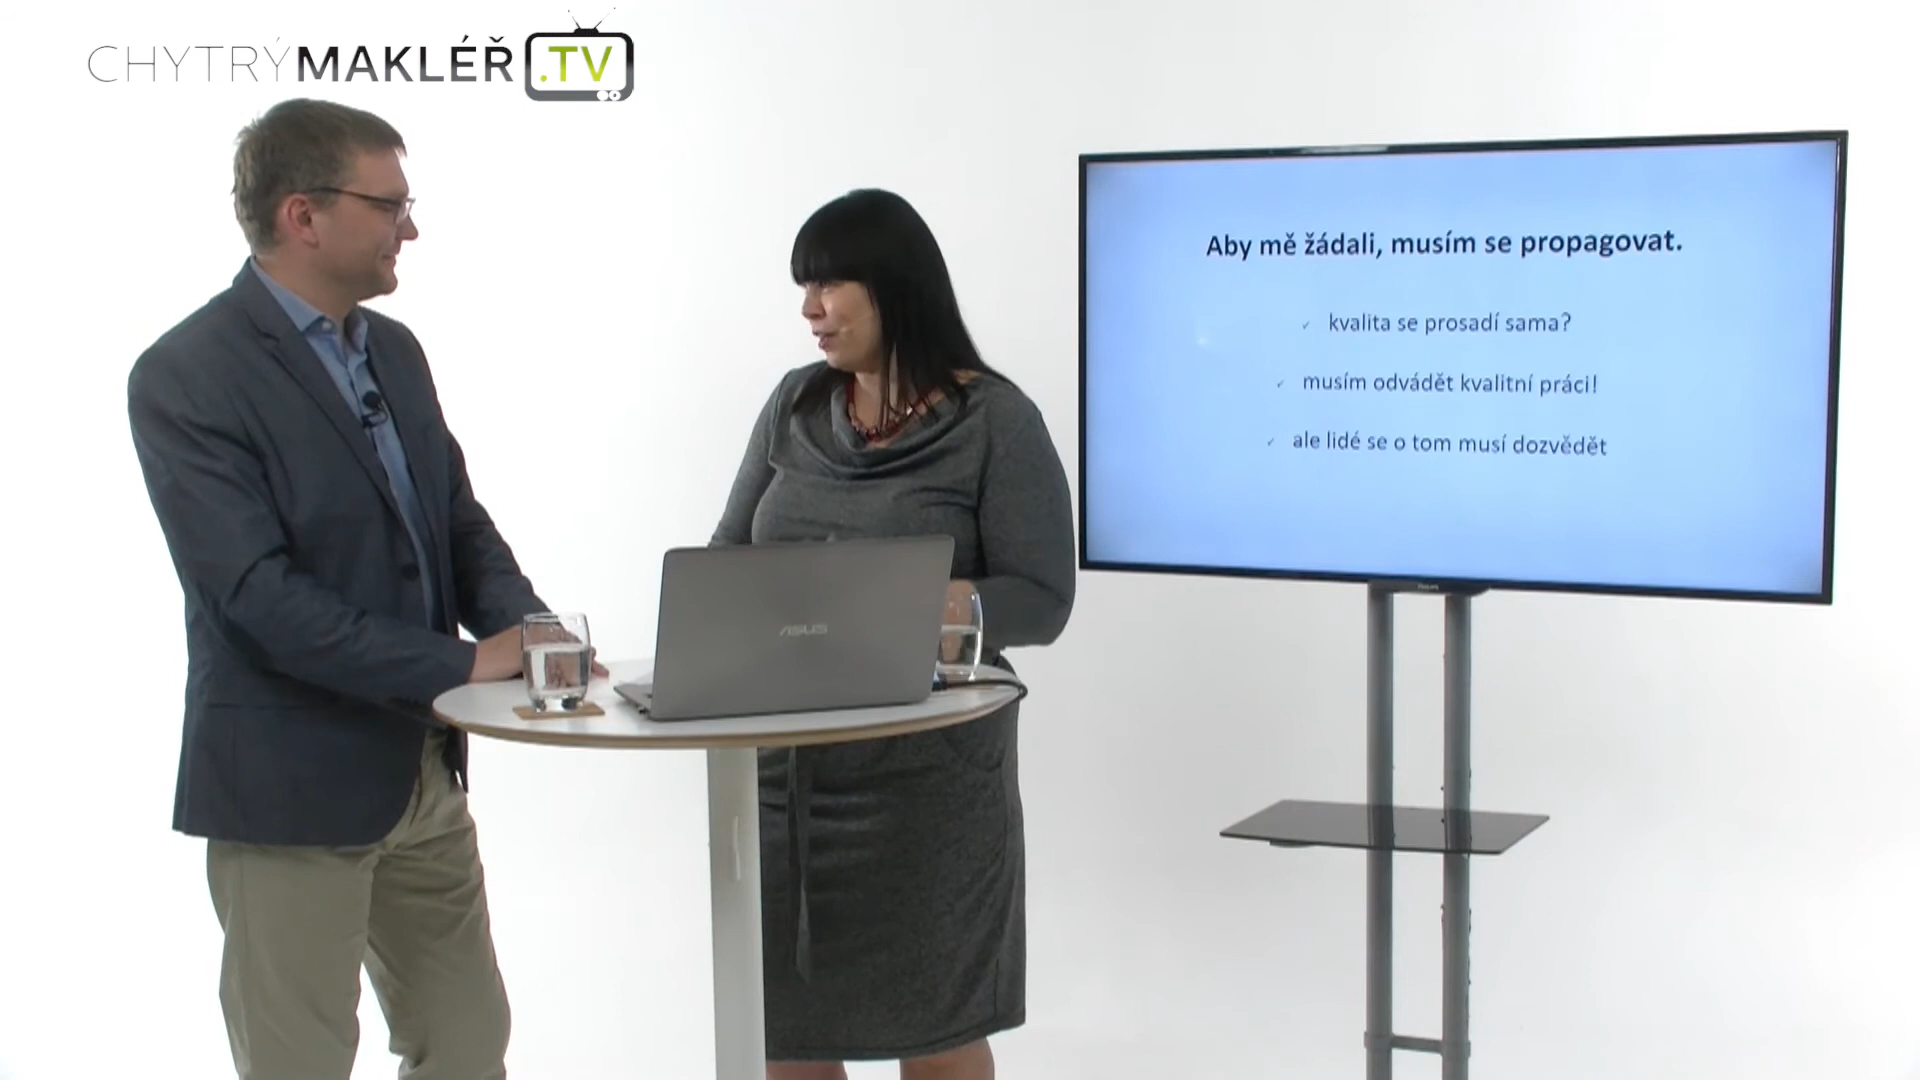 CHYTRÝMAKLÉŘ.TV
Aby mě žádali, musím se propagovat.
✓ kvalita se prosadí sama?
✓ musím odvádět kvalitní práci!
✓ ale lidé se o tom musí dozvědět
PHILIPS
ASUS